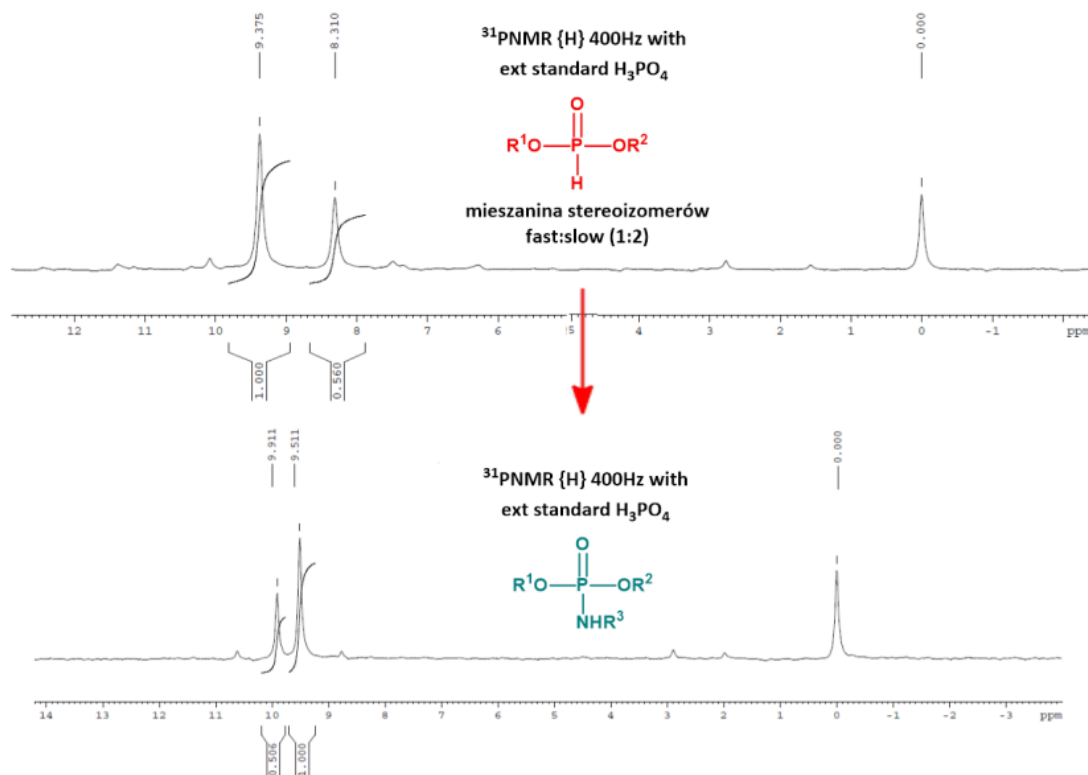 9.375
8.310
0.000
³¹PNMR {H} 400Hz with
ext standard H₃PO₄
O
R¹O
P
OR²
H
mieszanina stereoizomerów
fast:slow (1:2)
12 11 10 9 8 7 6 5 4 3 2 1 0 -1 ppm
1.000
0.560
9.911
9.511
0.000
³¹PNMR {H} 400Hz with
ext standard H₃PO₄
O
R¹O
P
OR²
NHR³
14 13 12 11 10 9 8 7 6 5 4 3 2 1 0 -1 -2 -3 ppm
0.506
1.000